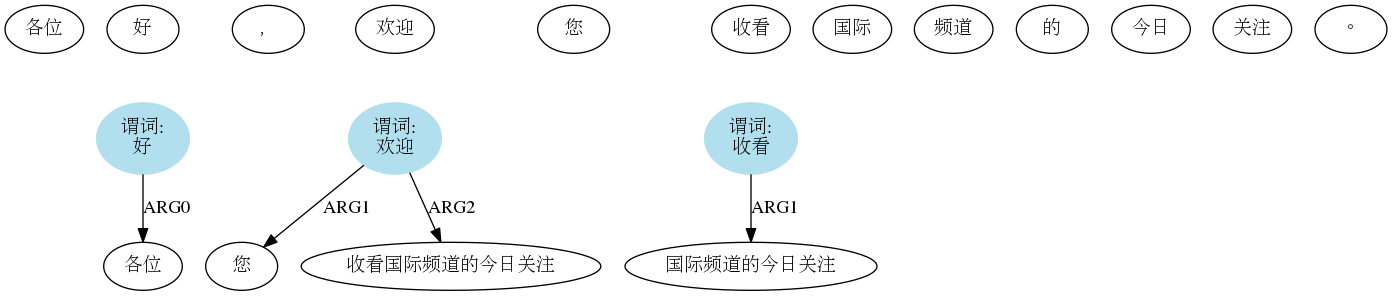 各位 好 , 欢迎 您 收看 国际 频道 的 今日 关注 。
谓词: 谓词: 谓词:
好 欢迎 收看
ARG0 ARG1 ARG2 ARG1
各位 您 收看国际频道的今日关注 国际频道的今日关注